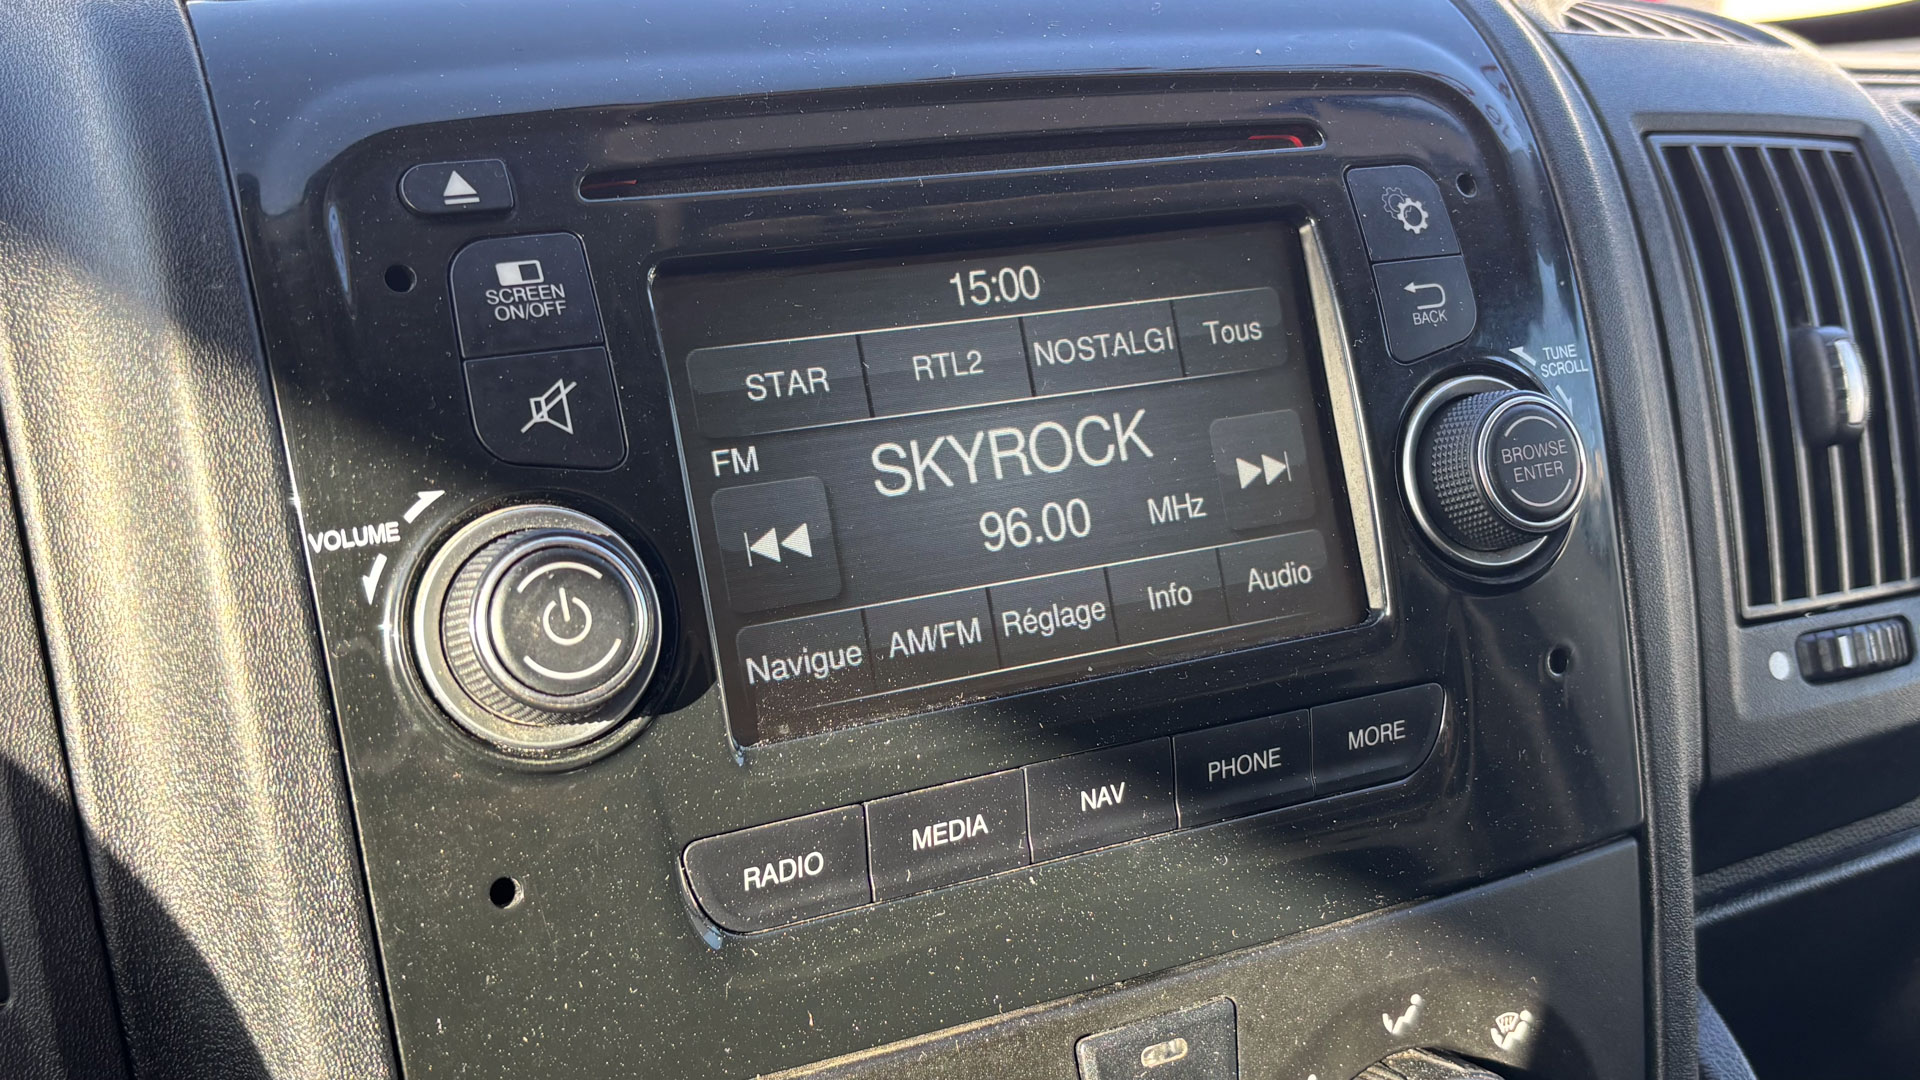 SCREEN
ON/OFF
VOLUME
15:00
STAR RTL2 NOSTALGI Tous
FM
SKYROCK
96.00 MHz
Navigue AM/FM Réglage Info Audio
BACK
TUNE
SCROLL
BROWSE
ENTER
RADIO MEDIA NAV PHONE MORE